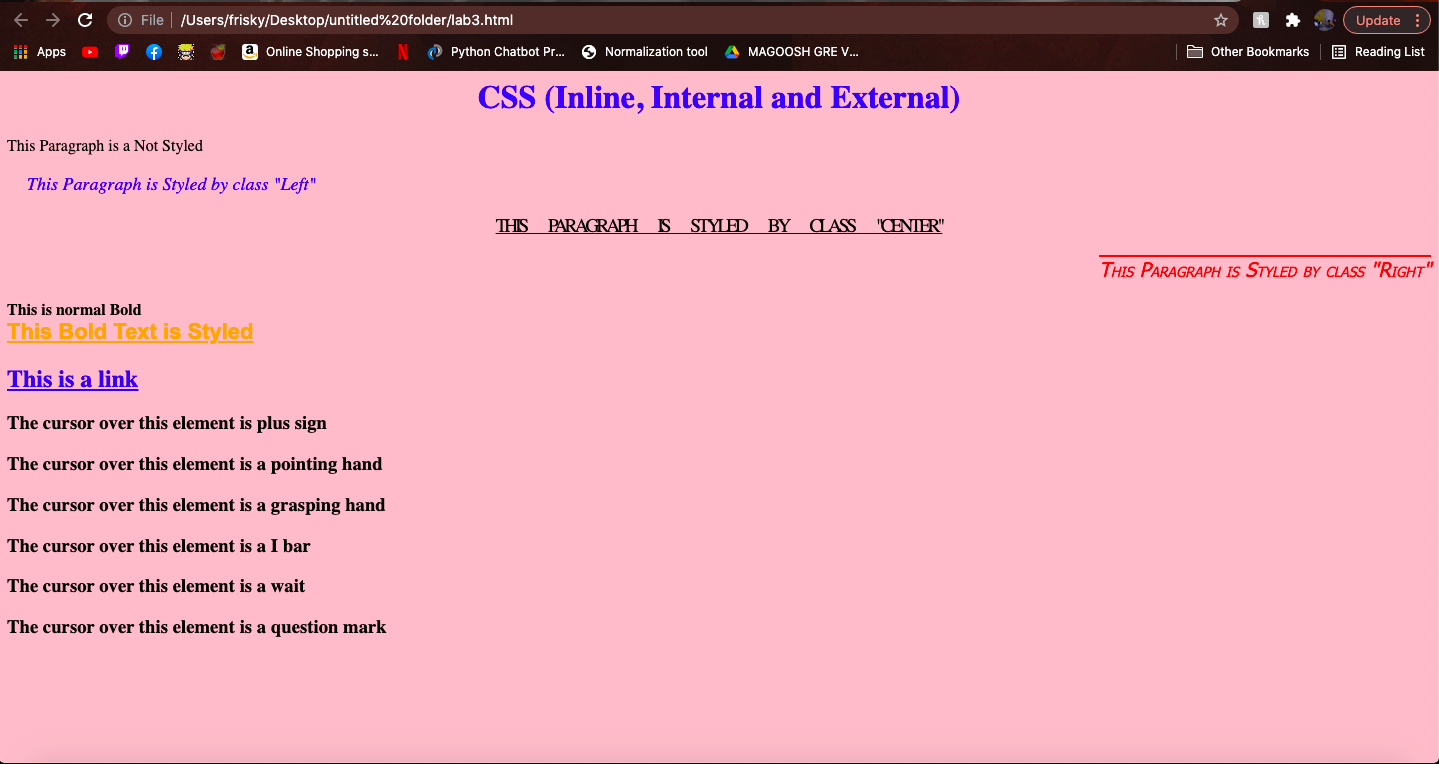 File /Users/frisky/Desktop/untitled%20folder/lab3.html Update
Apps Online Shopping s... Python Chatbot Pr... Normalization tool MAGOOSH GRE V... Other Bookmarks Reading List
CSS (Inline, Internal and External)
This Paragraph is a Not Styled
This Paragraph is Styled by class "Left"
THIS PARAGRAPH IS STYLED BY CLASS "CENTER"
This Paragraph is Styled by class "Right"
This is normal Bold
This Bold Text is Styled
This is a link
The cursor over this element is plus sign
The cursor over this element is a pointing hand
The cursor over this element is a grasping hand
The cursor over this element is a I bar
The cursor over this element is a wait
The cursor over this element is a question mark